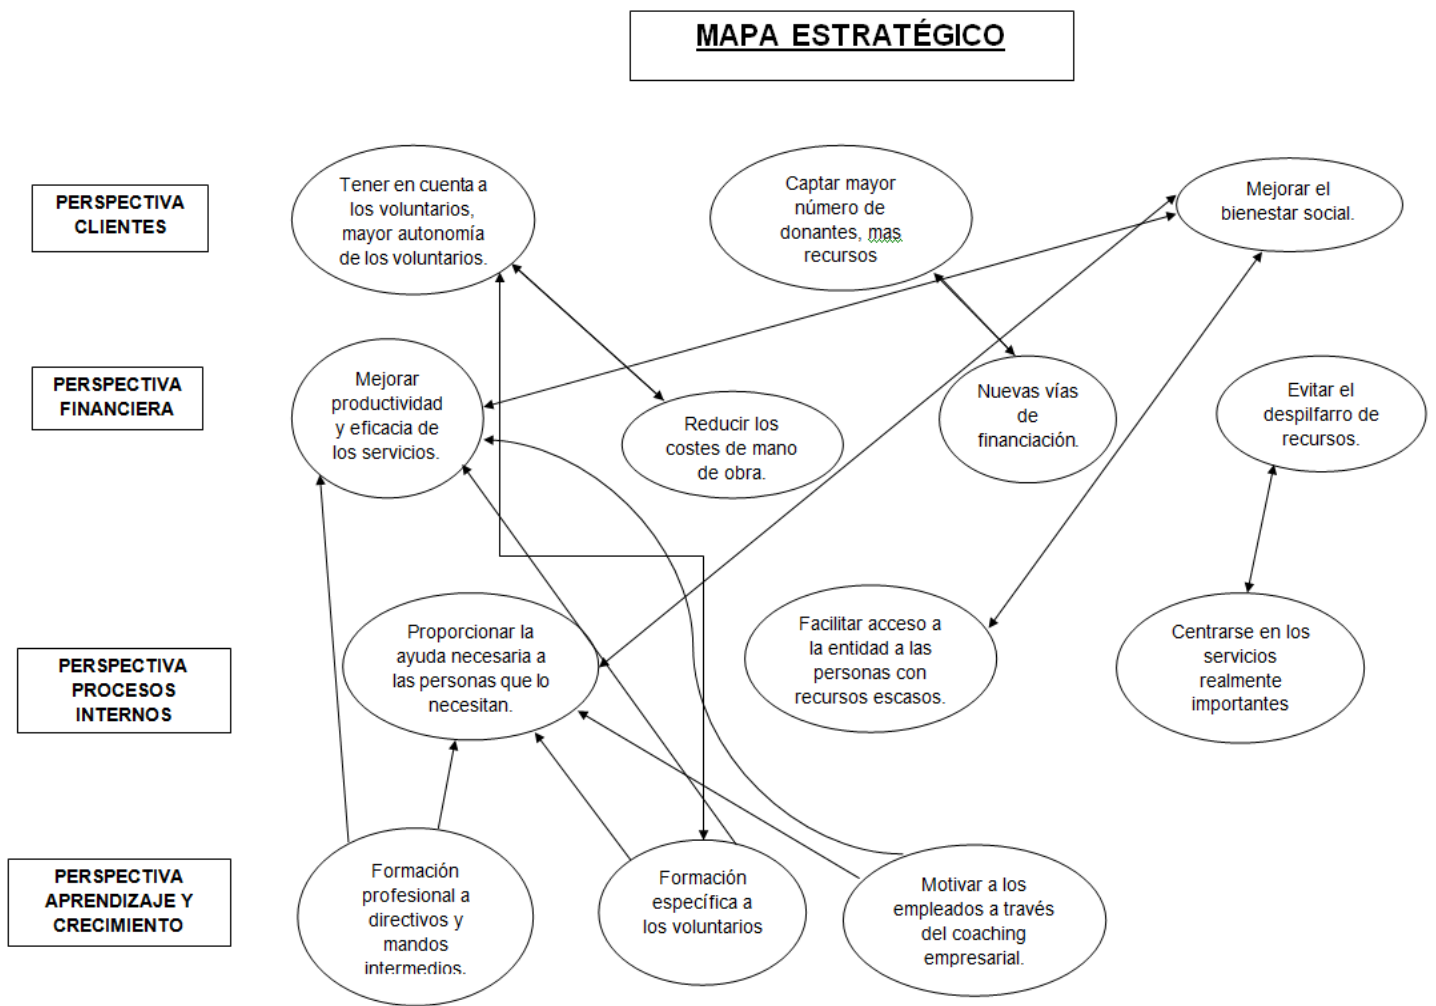 MAPA ESTRATÉGICO
PERSPECTIVA
CLIENTES
Tener en cuenta a
los voluntarios,
mayor autonomía
de los voluntarios.
Captar mayor
número de
donantes, mas
recursos
Mejorar el
bienestar social.
PERSPECTIVA
FINANCIERA
Mejorar
productividad
y eficacia de
los servicios.
Reducir los
costes de mano
de obra.
Nuevas vías
de
financiación.
Evitar el
despilfarro de
recursos.
PERSPECTIVA
PROCESOS
INTERNOS
Proporcionar la
ayuda necesaria a
las personas que lo
necesitan.
Facilitar acceso a
la entidad a las
personas con
recursos escasos.
Centrarse en los
servicios
realmente
importantes
PERSPECTIVA
APRENDIZAJE Y
CRECIMIENTO
Formación
profesional a
directivos y
mandos
intermedios.
Formación
específica a
los voluntarios
Motivar a los
empleados a través
del coaching
empresarial.